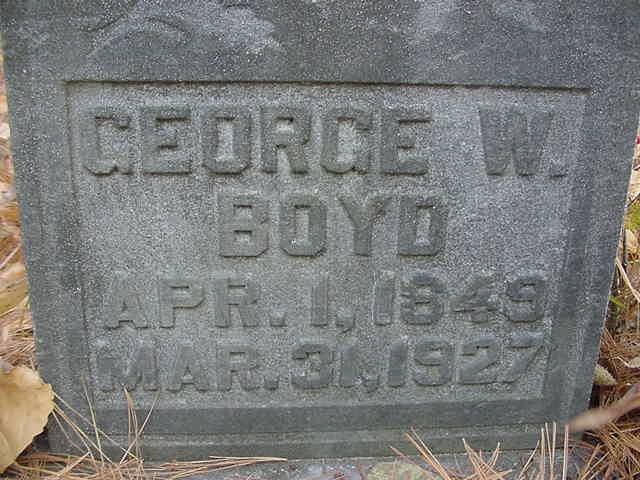 GEORGE W.
BOYD
APR. 1, 1849
MAR. 31, 1927